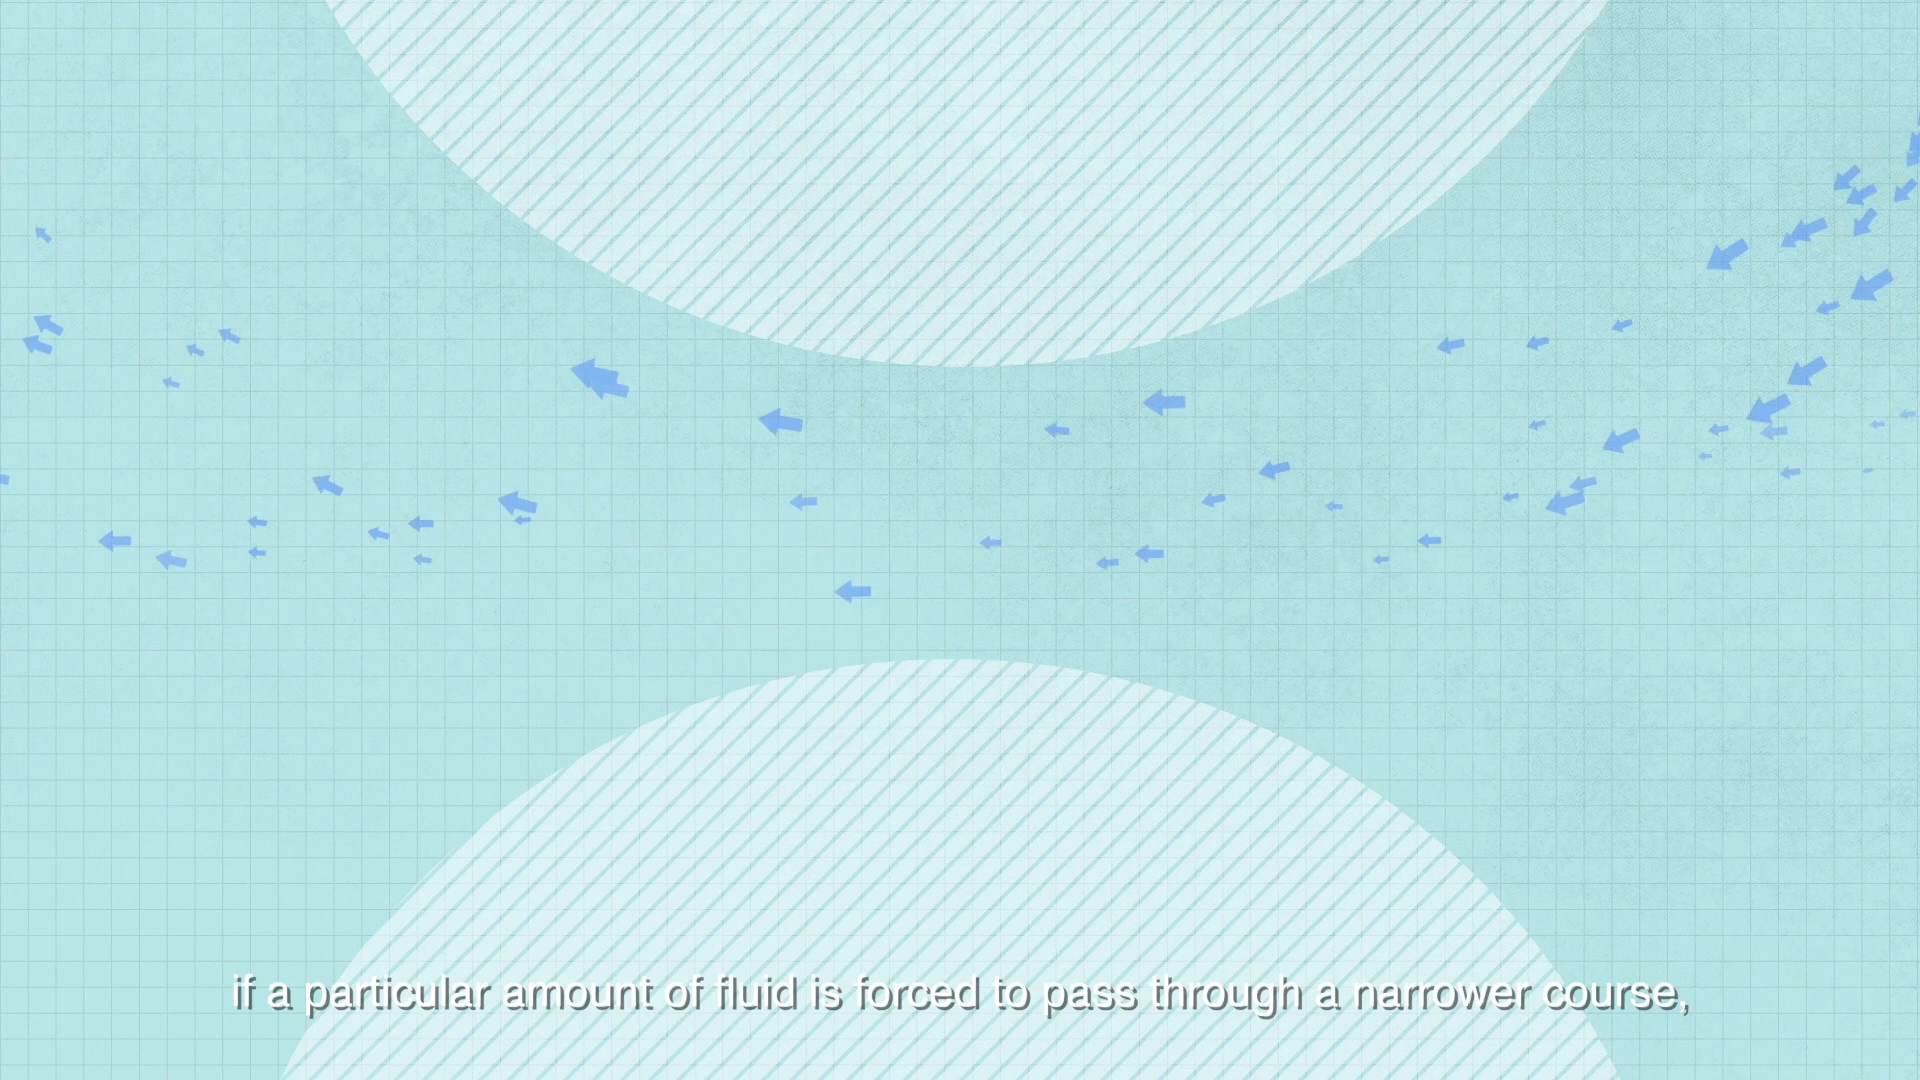 if a particular amount of fluid is forced to pass through a narrower course,